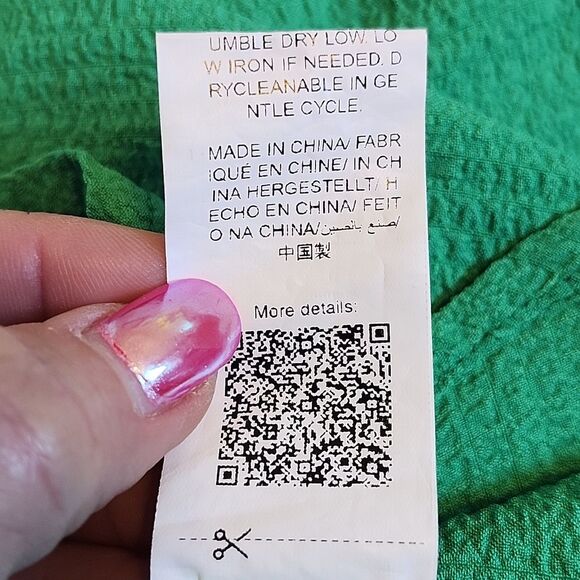 UMBLE DRY LOW. LO
W IRON IF NEEDED. D
RYCLEANABLE IN GE
NTLE CYCLE.
MADE IN CHINA/ FABR
IQUÉ EN CHINE/ IN CH
INA HERGESTELLT/ H
ECHO EN CHINA/ FEIT
O NA CHINA/صنع بالصين/
中国製
More details: